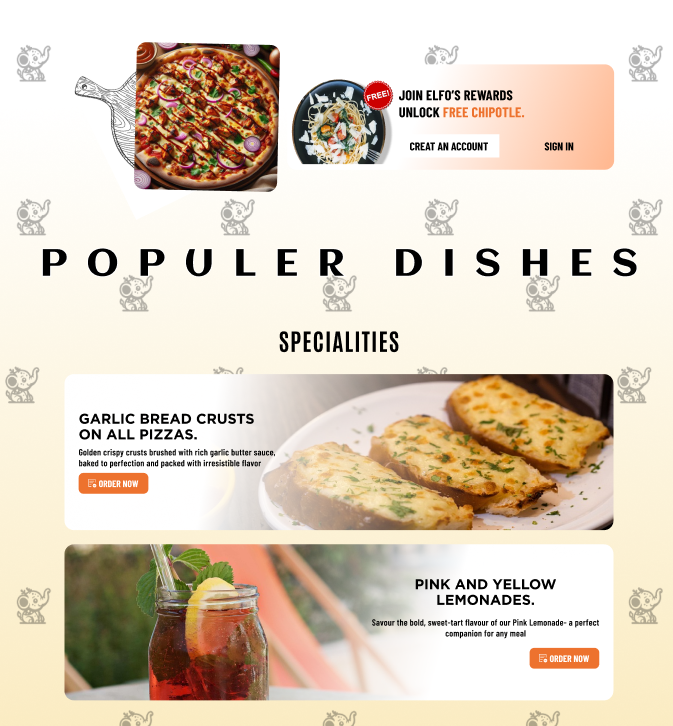 FREE!
JOIN ELFO'S REWARDS
UNLOCK FREE CHIPOTLE.
CREAT AN ACCOUNT
SIGN IN
POPULER DISHES
SPECIALITIES
GARLIC BREAD CRUSTS
ON ALL PIZZAS.
Golden crispy crusts brushed with rich garlic butter sauce,
baked to perfection and packed with irresistible flavor
ORDER NOW
PINK AND YELLOW
LEMONADES.
Savour the bold, sweet-tart flavour of our Pink Lemonade- a perfect
companion for any meal
ORDER NOW